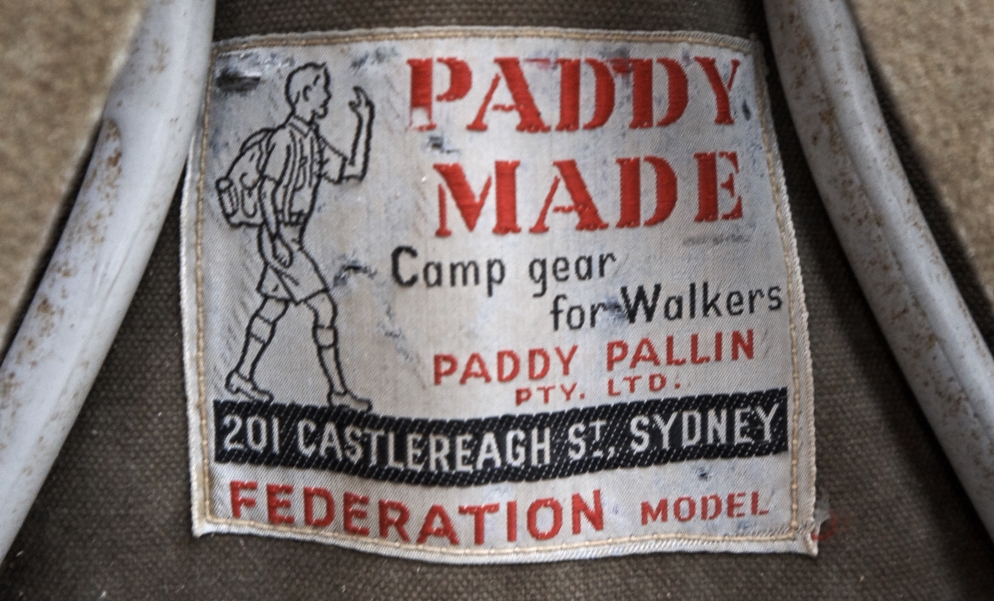 PADDY
MADE
Camp gear
for Walkers
PADDY PALLIN
PTY. LTD.
201 CASTLEREAGH ST, SYDNEY
FEDERATION MODEL